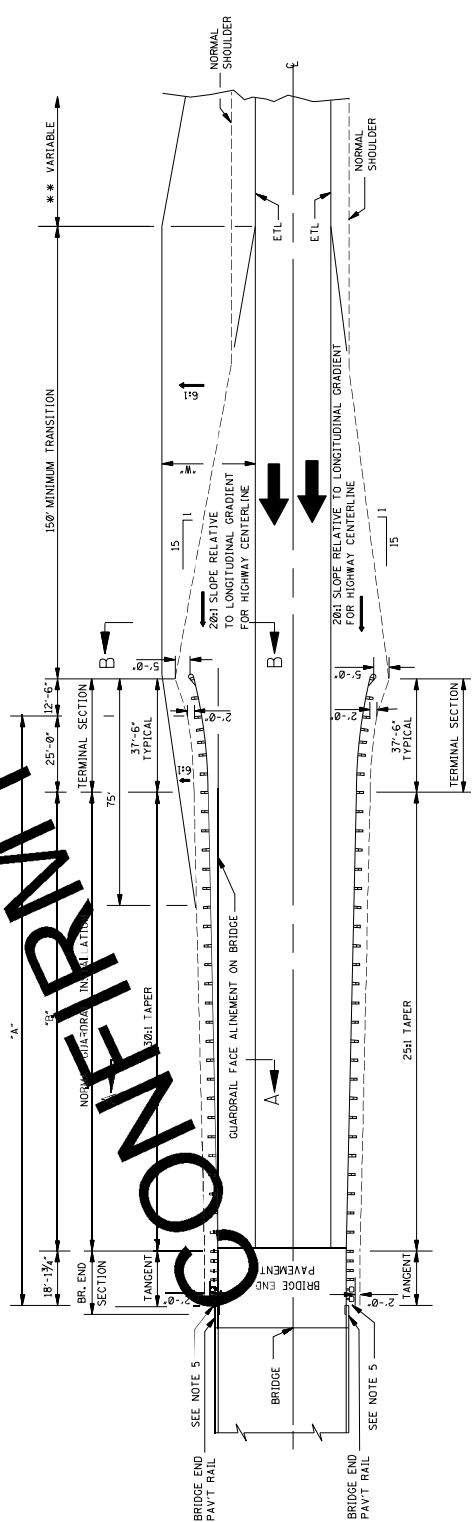 * * VARIABLE
150' MINIMUM TRANSITION
12'-6"
25'-0"
TERMINAL SECTION
75'
37'-6"
TYPICAL
"A"
"B"
NORMAL GUARDRAIL INSTALLATION
30:1 TAPER
18'-1¾"
BR. END
SECTION
TANGENT
2'-0"
SEE NOTE 5
BRIDGE END
PAV'T RAIL
NORMAL
SHOULDER
℄
ETL
ETL
NORMAL
SHOULDER
6:1
"W"
15
1
20:1 SLOPE RELATIVE
TO LONGITUDINAL GRADIENT
FOR HIGHWAY CENTERLINE
B
B
5'-0"
2'-0"
6:1
GUARDRAIL FACE ALINEMENT ON BRIDGE
A
BRIDGE END
PAVEMENT
BRIDGE
20:1 SLOPE RELATIVE TO LONGITUDINAL GRADIENT
FOR HIGHWAY CENTERLINE
1
15
5'-0"
2'-0"
37'-6"
TYPICAL
TERMINAL SECTION
25:1 TAPER
TANGENT
2'-0"
SEE NOTE 5
BRIDGE END
PAV'T RAIL
CONFIRM